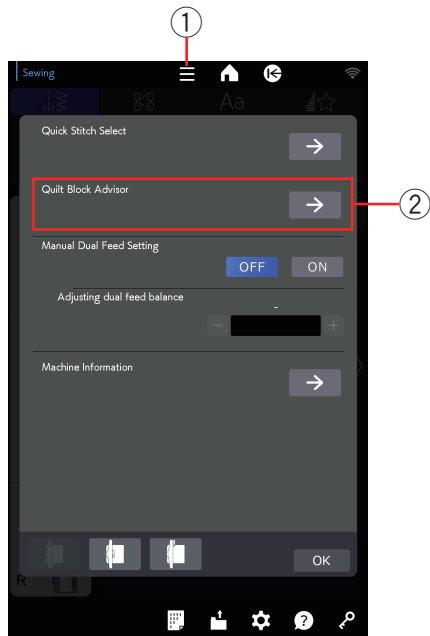 ①
Sewing
Aa
Quick Stitch Select
Quilt Block Advisor
②
Manual Dual Feed Setting
OFF ON
Adjusting dual feed balance
-
− +
Machine Information
OK
R
?